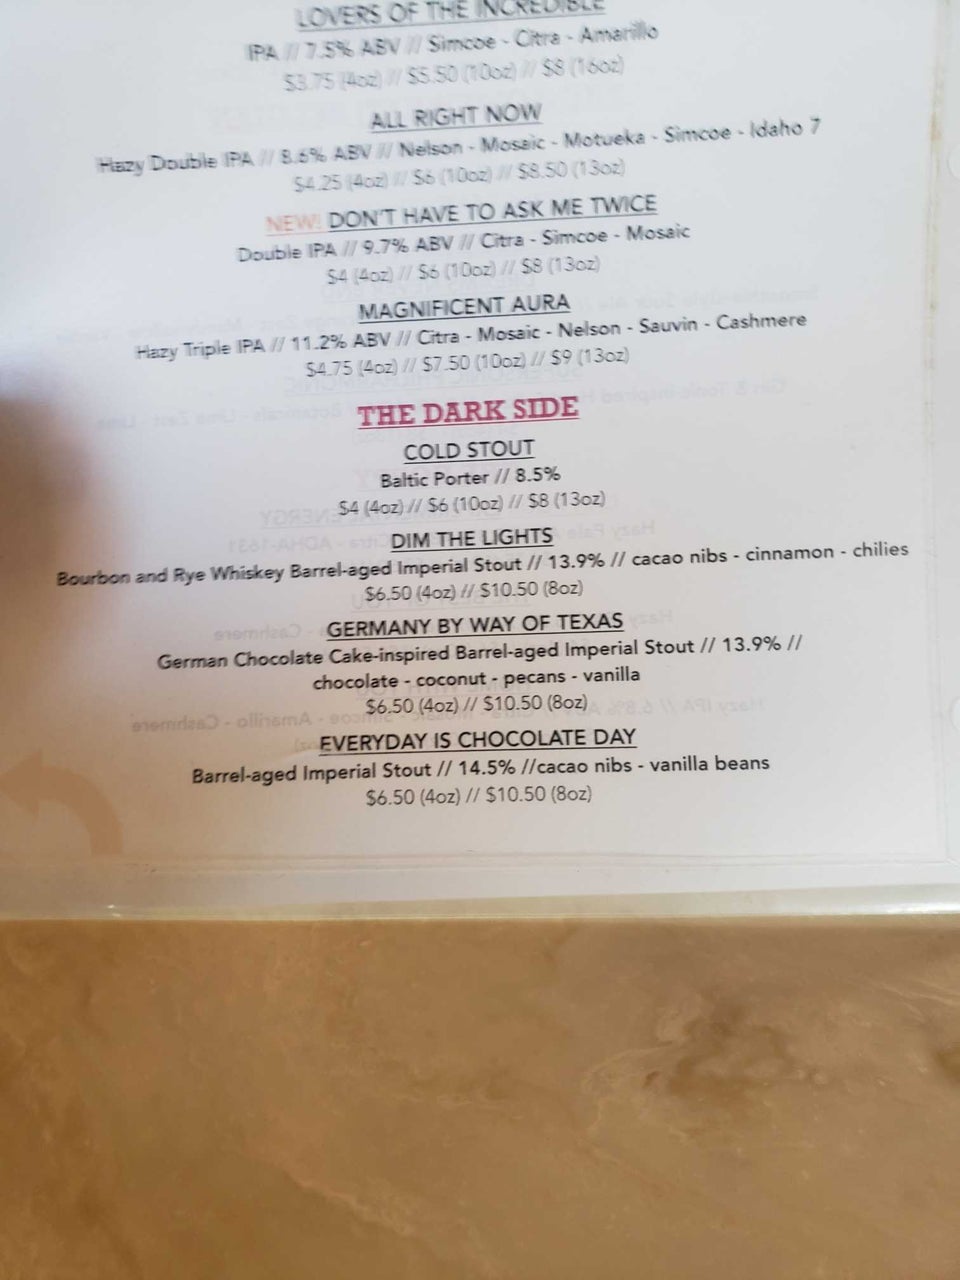 LOVERS OF THE INCREDIBLE
IPA // 7.5% ABV // Simcoe - Citra - Amarillo
$3.75 (4oz) // $5.50 (10oz) // $8 (16oz)
ALL RIGHT NOW
Hazy Double IPA // 8.6% ABV // Nelson - Mosaic - Motueka - Simcoe - Idaho 7
$4.25 (4oz) // $6 (10oz) // $8.50 (13oz)
NEW! DON'T HAVE TO ASK ME TWICE
Double IPA // 9.7% ABV // Citra - Simcoe - Mosaic
$4 (4oz) // $6 (10oz) // $8 (13oz)
MAGNIFICENT AURA
Hazy Triple IPA // 11.2% ABV // Citra - Mosaic - Nelson - Sauvin - Cashmere
$4.75 (4oz) // $7.50 (10oz) // $9 (13oz)
THE DARK SIDE
COLD STOUT
Baltic Porter // 8.5%
$4 (4oz) // $6 (10oz) // $8 (13oz)
DIM THE LIGHTS
Bourbon and Rye Whiskey Barrel-aged Imperial Stout // 13.9% // cacao nibs - cinnamon - chilies
$6.50 (4oz) // $10.50 (8oz)
GERMANY BY WAY OF TEXAS
German Chocolate Cake-inspired Barrel-aged Imperial Stout // 13.9% //
chocolate - coconut - pecans - vanilla
$6.50 (4oz) // $10.50 (8oz)
EVERYDAY IS CHOCOLATE DAY
Barrel-aged Imperial Stout // 14.5% //cacao nibs - vanilla beans
$6.50 (4oz) // $10.50 (8oz)